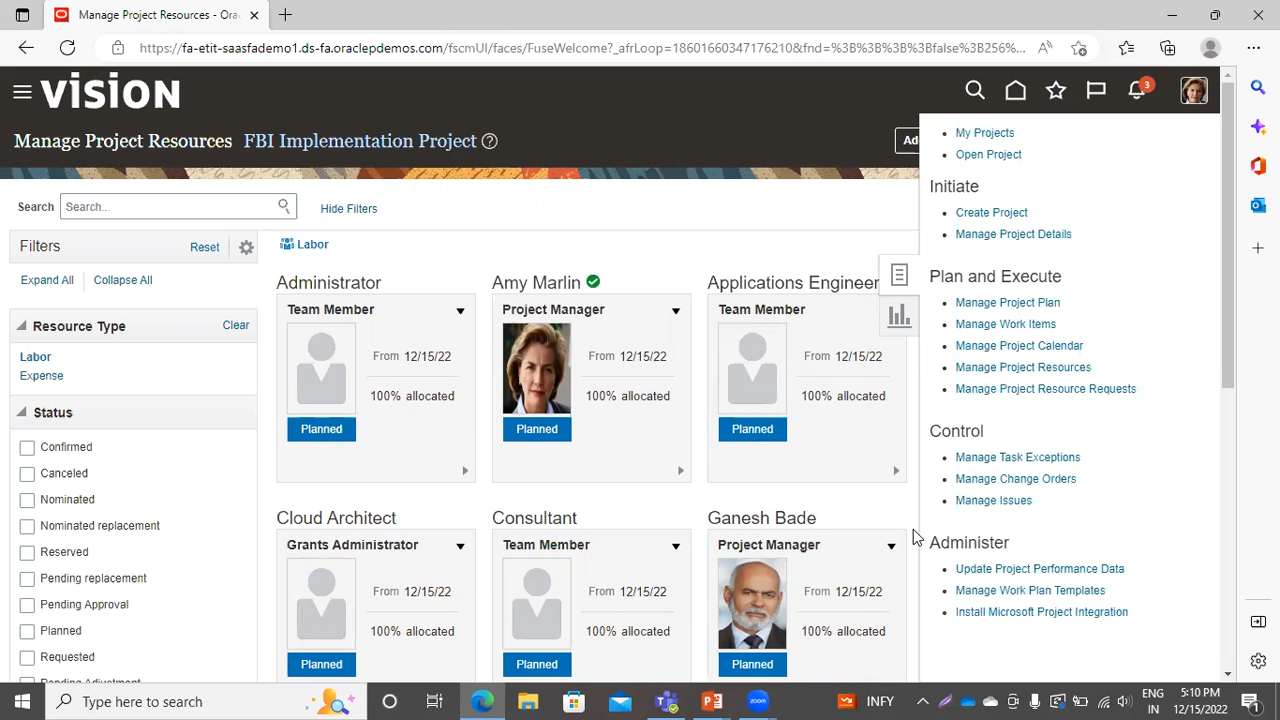 Manage Project Resources - Ora
https://fa-etit-saasfademo1.ds-fa.oraclepdemos.com/fscmUI/faces/FuseWelcome?_afrLoop=18601660347176210&fnd=%3B%3B%3B%3Bfalse%3B256%...
vision
3
Manage Project Resources FBI Implementation Project
Ad
Search Search... Hide Filters
Filters Reset
Expand All Collapse All
Resource Type Clear
Labor
Expense
Status
Confirmed
Canceled
Nominated
Nominated replacement
Reserved
Pending replacement
Pending Approval
Planned
Requested
Pending Adjustment
Labor
Administrator
Team Member
From 12/15/22
100% allocated
Planned
Amy Marlin
Project Manager
From 12/15/22
100% allocated
Planned
Applications Engineer
Team Member
From 12/15/22
100% allocated
Planned
Cloud Architect
Grants Administrator
From 12/15/22
100% allocated
Planned
Consultant
Team Member
From 12/15/22
100% allocated
Planned
Ganesh Bade
Project Manager
From 12/15/22
100% allocated
Planned
My Projects
Open Project
Initiate
Create Project
Manage Project Details
Plan and Execute
Manage Project Plan
Manage Work Items
Manage Project Calendar
Manage Project Resources
Manage Project Resource Requests
Control
Manage Task Exceptions
Manage Change Orders
Manage Issues
Administer
Update Project Performance Data
Manage Work Plan Templates
Install Microsoft Project Integration
Type here to search
INFY
ENG
IN
5:10 PM
12/15/2022
1